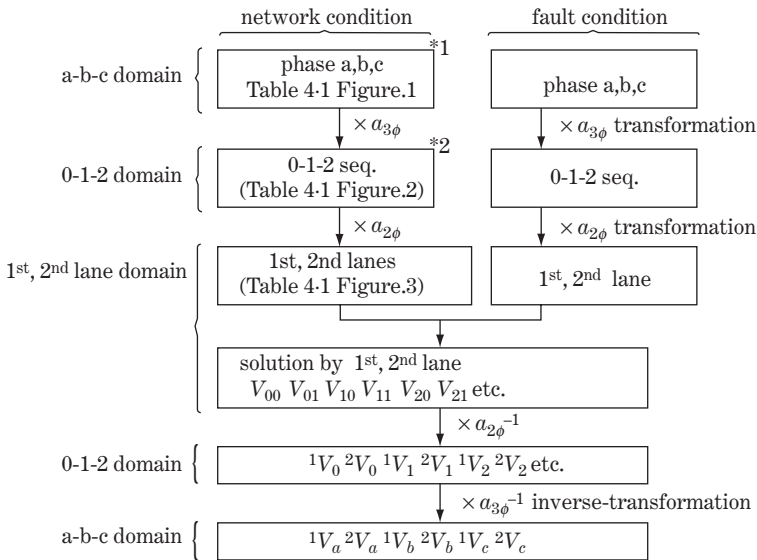 network condition
fault condition
a-b-c domain
phase a,b,c
Table 4·1 Figure.1
*1
phase a,b,c
× a3ϕ
× a3ϕ transformation
0-1-2 domain
0-1-2 seq.
(Table 4·1 Figure.2)
*2
0-1-2 seq.
× a2ϕ
× a2ϕ transformation
1st, 2nd lane domain
1st, 2nd lanes
(Table 4·1 Figure.3)
1st, 2nd lane
solution by 1st, 2nd lane
V00 V01 V10 V11 V20 V21 etc.
× a2ϕ-1
0-1-2 domain
1V0 2V0 1V1 2V1 1V2 2V2 etc.
× a3ϕ-1 inverse-transformation
a-b-c domain
1Va 2Va 1Vb 2Vb 1Vc 2Vc